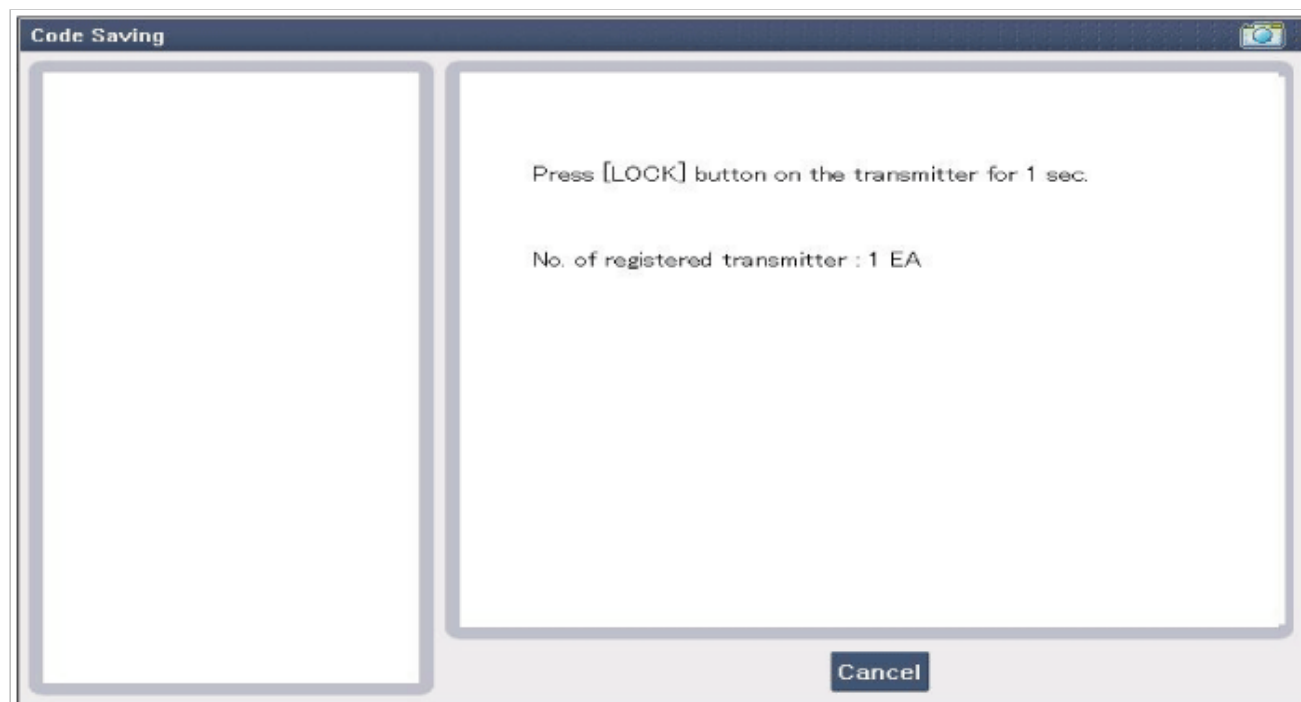 Code Saving
Press [LOCK] button on the transmitter for 1 sec.
No. of registered transmitter : 1 EA
Cancel